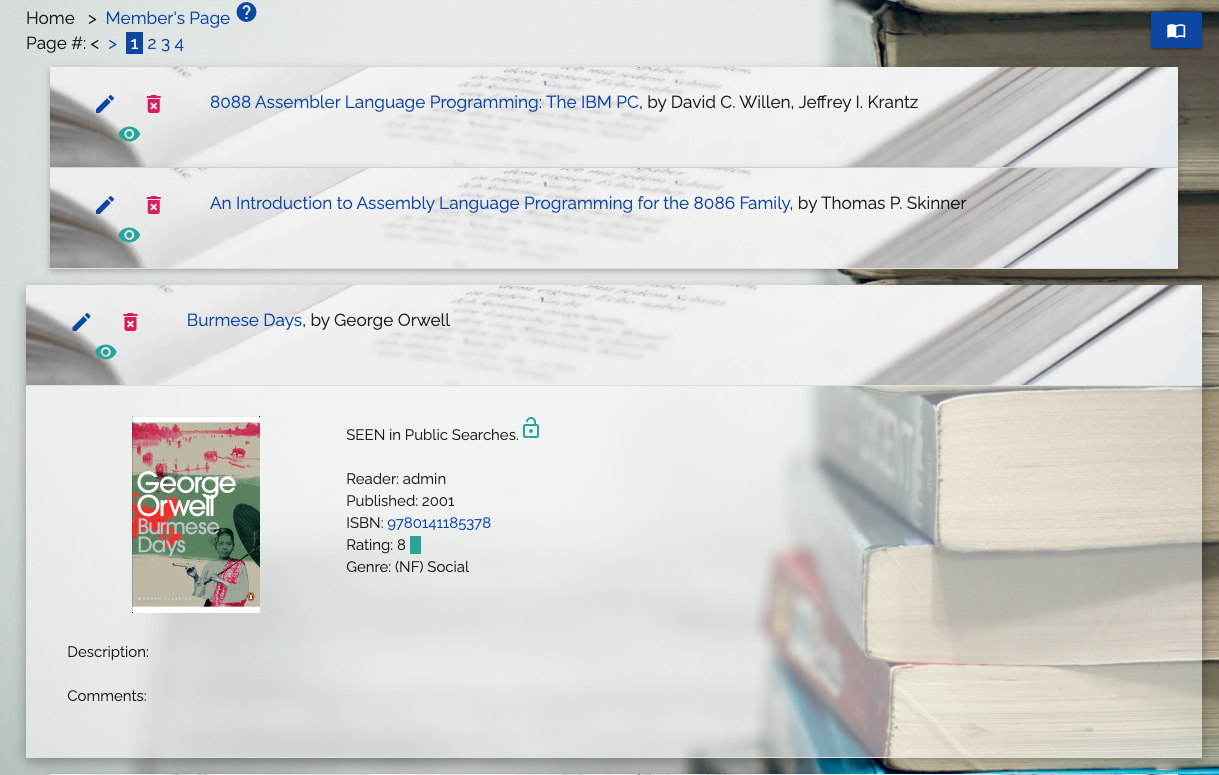 Home > Member's Page ?
Page #: < > 1 2 3 4
8088 Assembler Language Programming: The IBM PC, by David C. Willen, Jeffrey I. Krantz
An Introduction to Assembly Language Programming for the 8086 Family, by Thomas P. Skinner
Burmese Days, by George Orwell
George
Orwell
Burmese
Days
SEEN in Public Searches.
Reader: admin
Published: 2001
ISBN: 9780141185378
Rating: 8
Genre: (NF) Social
Description:
Comments: